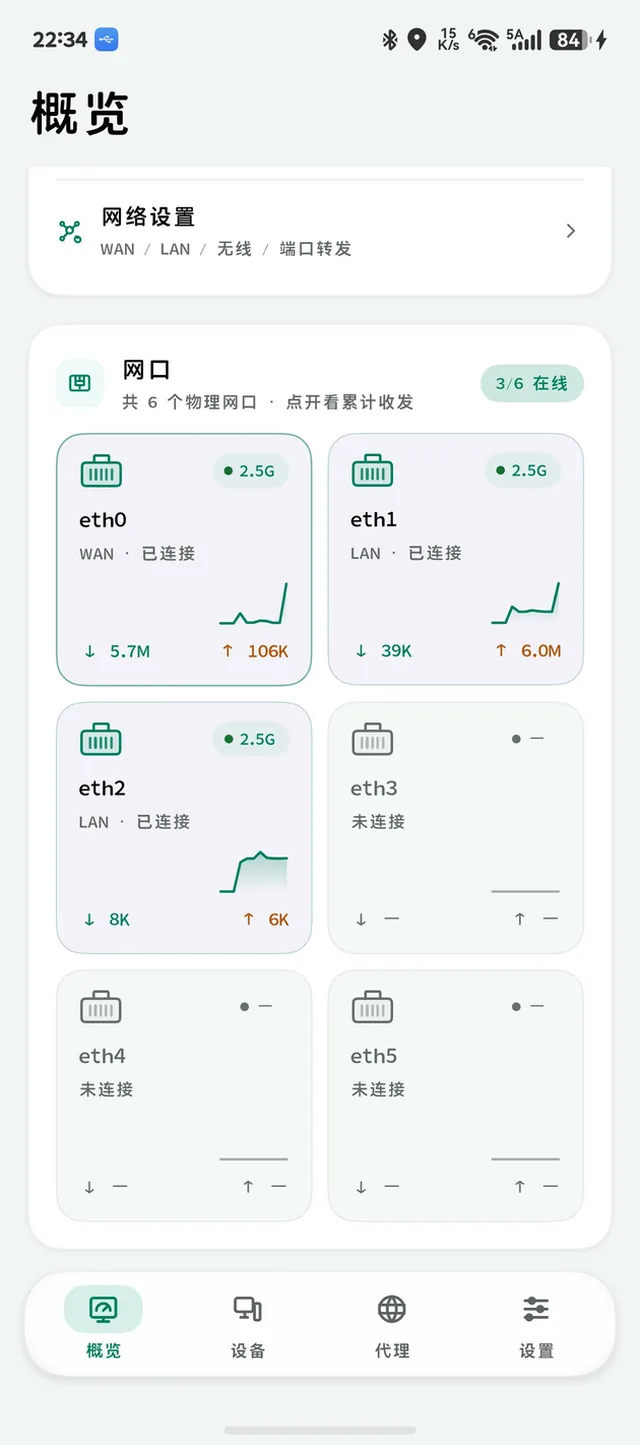 22:34 15 K/s 6 5A 84
概览
网络设置
WAN / LAN / 无线 / 端口转发
网口
共 6 个物理网口 · 点开看累计收发
3/6 在线
2.5G
eth0
WAN · 已连接
↓ 5.7M ↑ 106K
2.5G
eth1
LAN · 已连接
↓ 39K ↑ 6.0M
2.5G
eth2
LAN · 已连接
↓ 8K ↑ 6K
—
eth3
未连接
↓ — ↑ —
—
eth4
未连接
↓ — ↑ —
—
eth5
未连接
↓ — ↑ —
概览 设备 代理 设置